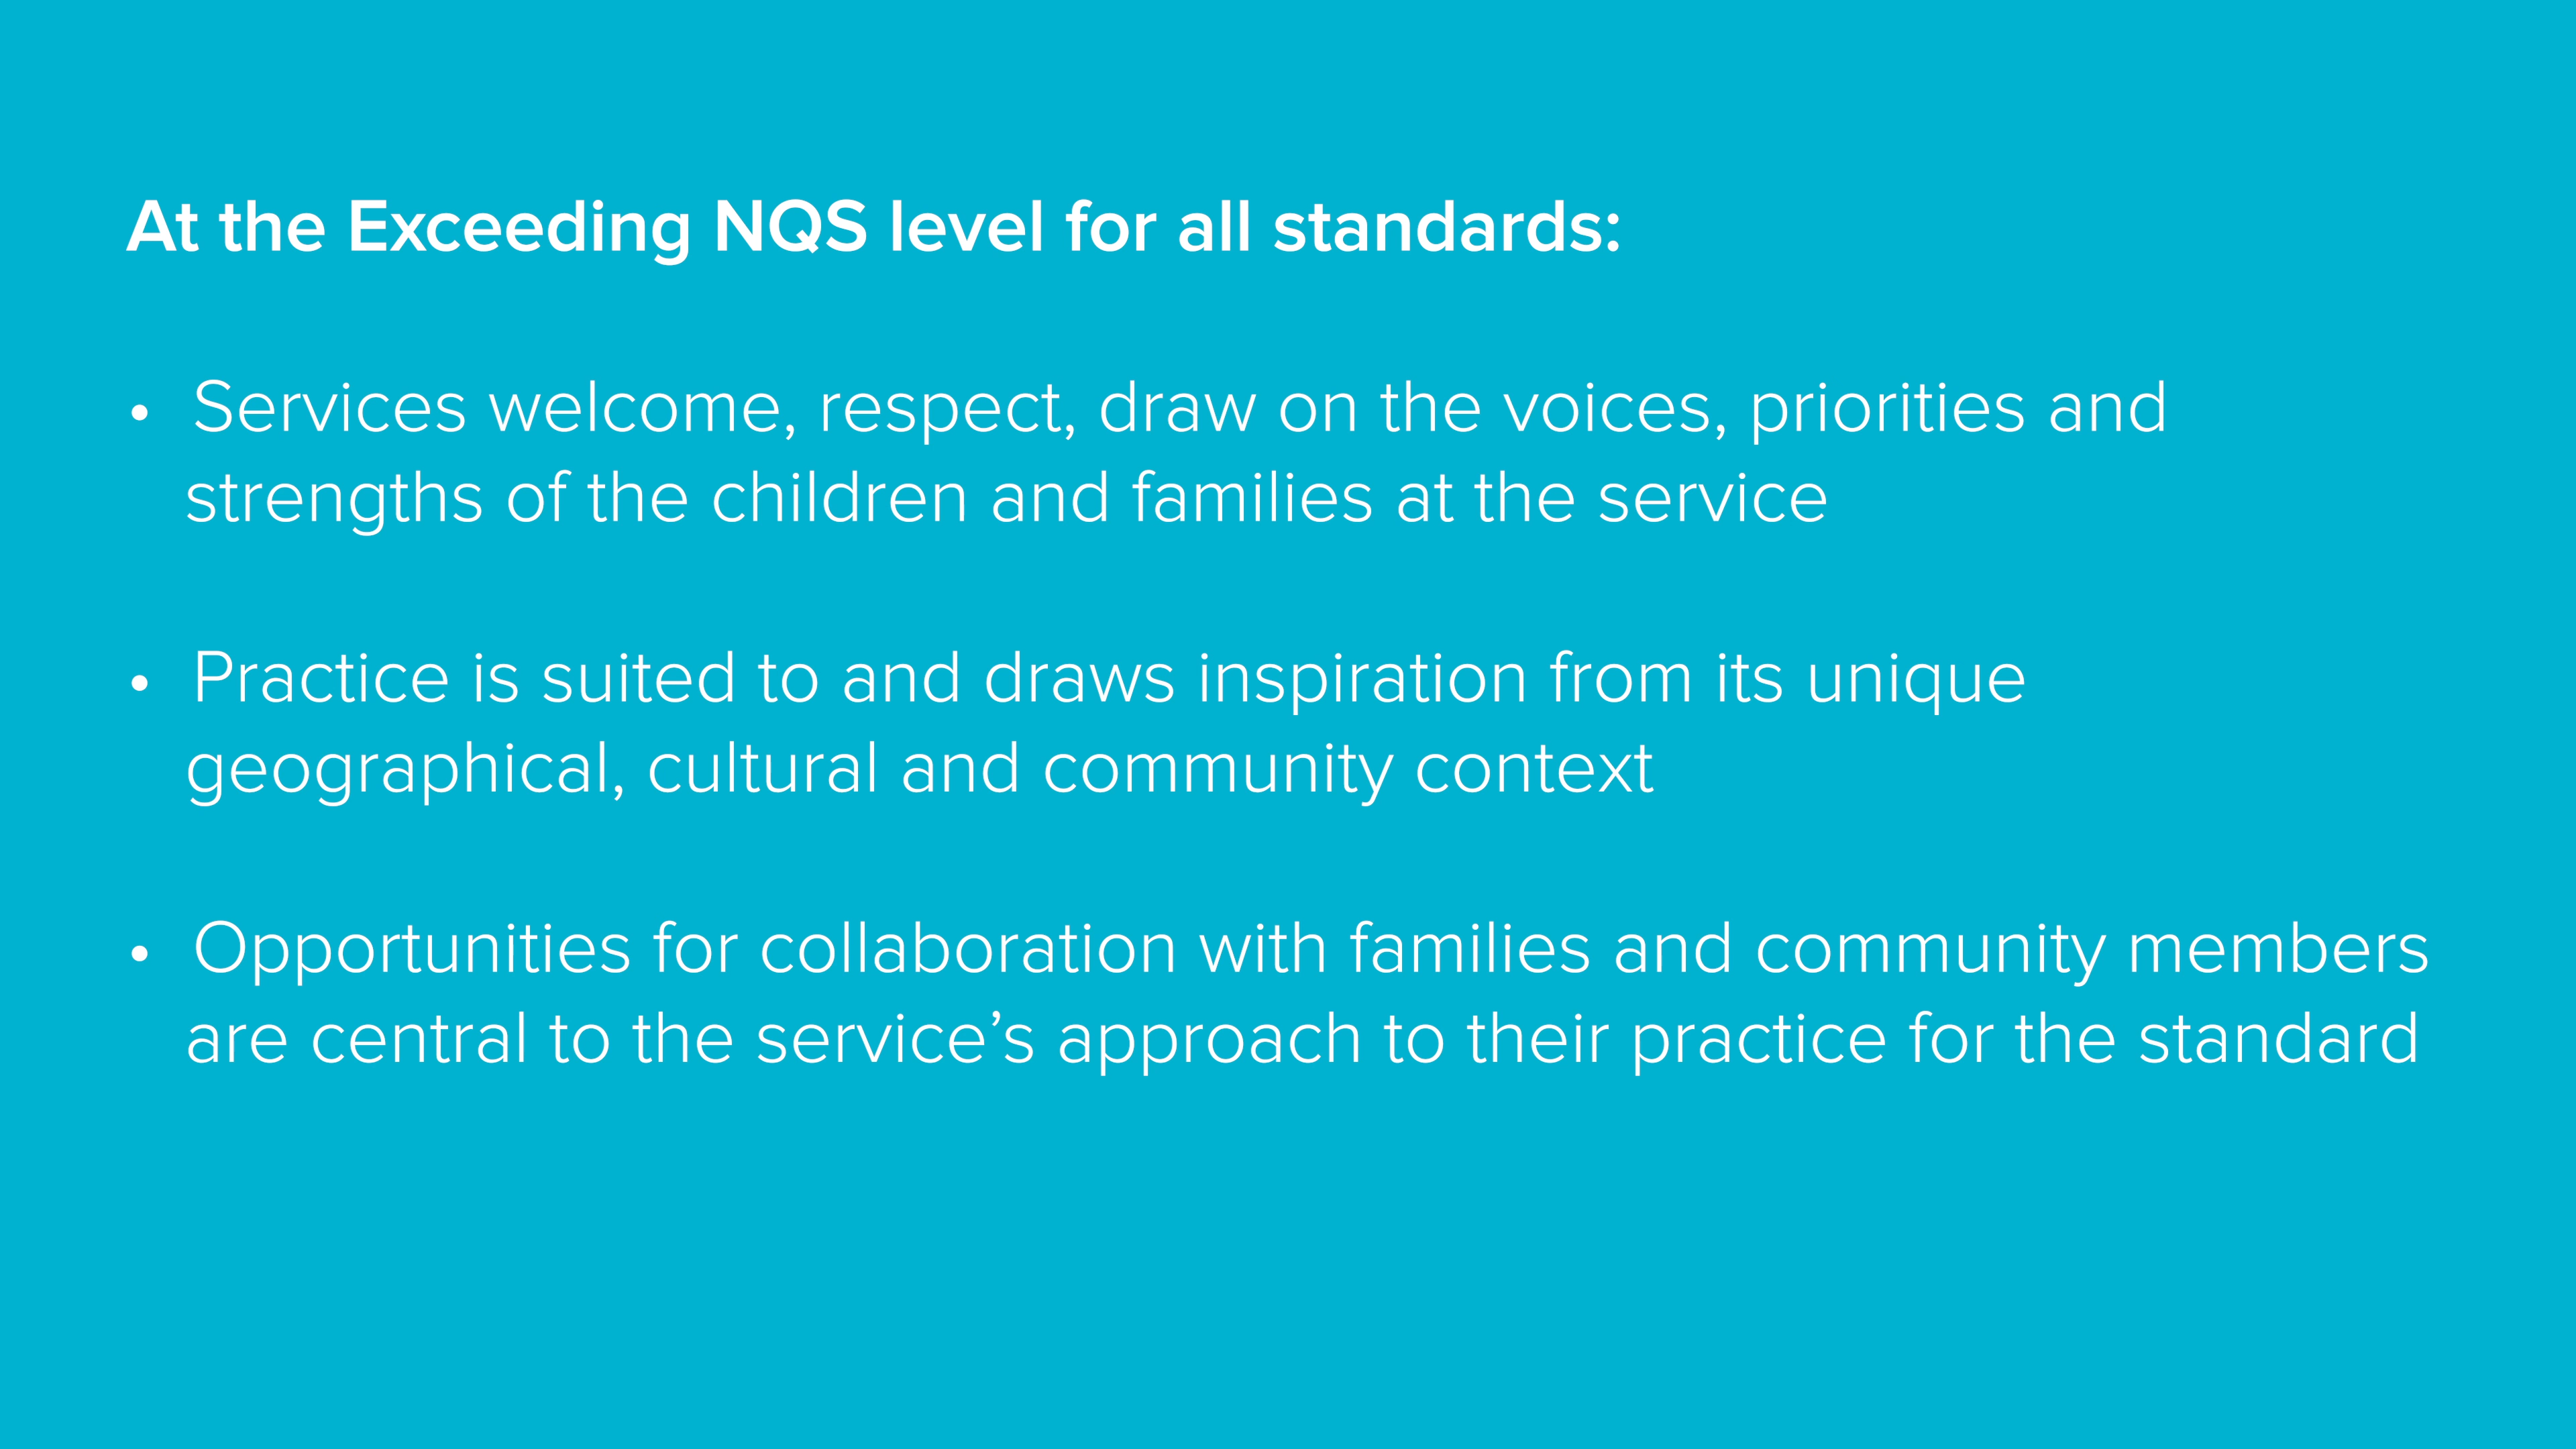 At the Exceeding NQS level for all standards:
• Services welcome, respect, draw on the voices, priorities and
strengths of the children and families at the service
• Practice is suited to and draws inspiration from its unique
geographical, cultural and community context
• Opportunities for collaboration with families and community members
are central to the service’s approach to their practice for the standard